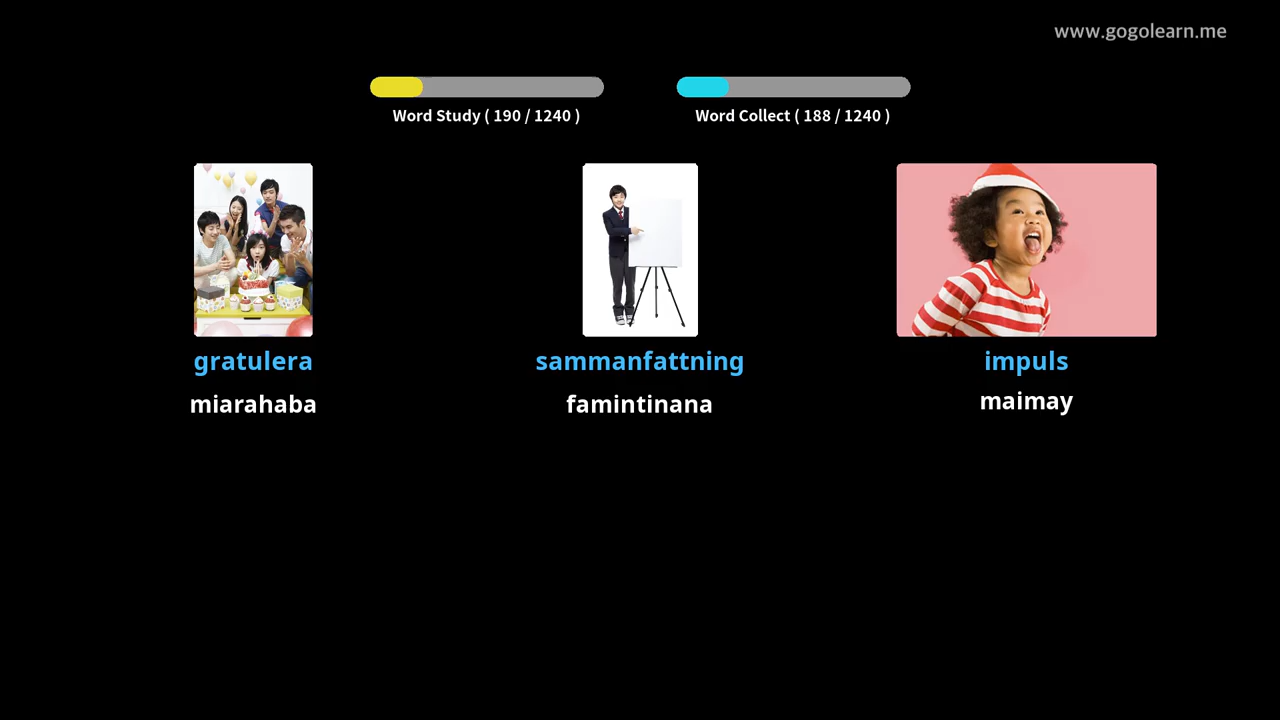 www.gogolearn.me
Word Study ( 190 / 1240 )
Word Collect ( 188 / 1240 )
gratulera
miarahaba
sammanfattning
famintinana
impuls
maimay